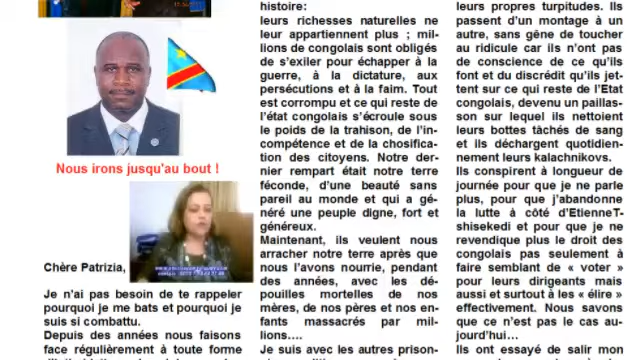 Nous irons jusqu'au bout !
Chère Patrizia,
Je n'ai pas besoin de te rappeler
pourquoi je me bats et pourquoi je
suis si combattu.
Depuis des années nous faisons
face régulièrement à toute forme
histoire:
leurs richesses naturelles ne
leur appartiennent plus ; mil-
lions de congolais sont obligés
de s'exiler pour échapper à la
guerre, à la dictature, aux
persécutions et à la faim. Tout
est corrompu et ce qui reste de
l'état congolais s'écroule sous
le poids de la trahison, de l'in-
compétence et de la chosifica-
tion des citoyens. Notre der-
nier rempart était notre terre
féconde, d'une beauté sans
pareil au monde et qui a gé-
néré une peuple digne, fort et
généreux.
Maintenant, ils veulent nous
arracher notre terre après que
nous l'avons nourrie, pendant
des années, avec les dé-
pouilles mortelles de nos
mères, de nos pères et nos en-
fants massacrés par mil-
lions....
Je suis avec les autres prison-
leurs propres turpitudes. Ils
passent d'un montage à un
autre, sans gêne de toucher
au ridicule car ils n'ont pas
de conscience de ce qu'ils
font et du discrédit qu'ils jet-
tent sur ce qui reste de l'Etat
congolais, devenu un paillas-
son sur lequel ils nettoient
leurs bottes tâchés de sang
et ils déchargent quotidien-
nement leurs kalachnikovs.
Ils conspirent à longueur de
journée pour que je ne parle
plus, pour que j'abandonne
la lutte à côté d'EtienneT-
shisekedi et pour que je ne
revendique plus le droit des
congolais pas seulement à
faire semblant de « voter »
pour leurs dirigeants mais
aussi et surtout à les « élire »
effectivement. Nous savons
que ce n'est pas le cas au-
jourd'hui...
Ils ont essayé de salir mon